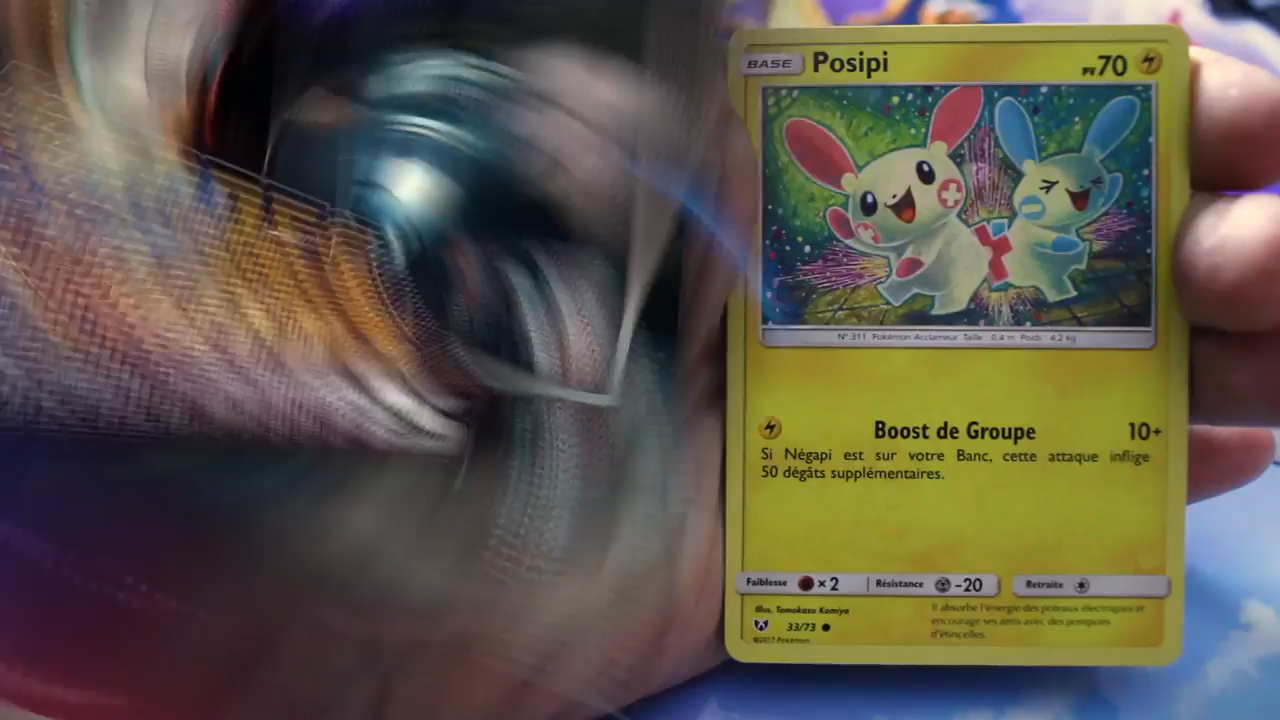 BASE Posipi PV70
N° 311 Pokémon Acclameur Taille 0,4 m Poids 4,2 kg
Boost de Groupe 10+
Si Négapi est sur votre Banc, cette attaque inflige
50 dégâts supplémentaires.
Faiblesse ×2 Résistance -20 Retraite
Illus. Tomokazu Komiya
33/73
©2017 Pokémon
Il absorbe l'énergie des poteaux électriques et
encourage ses amis avec des pompons
d'étincelles.